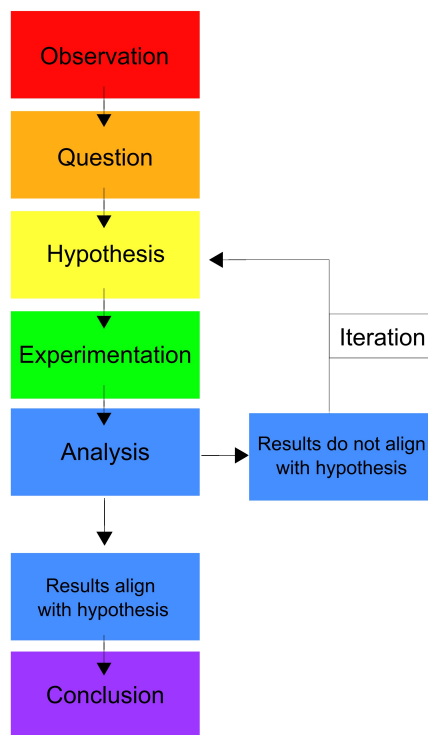 Observation
Question
Hypothesis
Iteration
Experimentation
Analysis
Results do not align
with hypothesis
Results align
with hypothesis
Conclusion